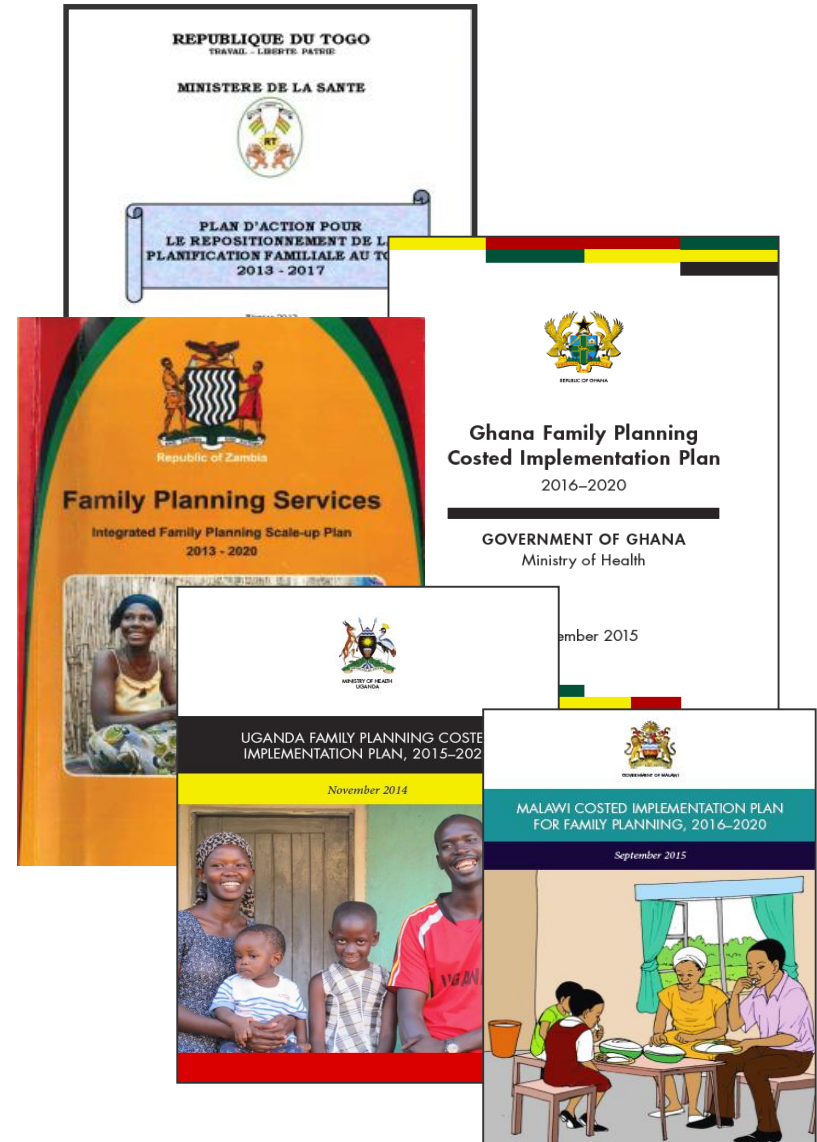 REPUBLIQUE DU TOGO
TRAVAIL - LIBERTE PATRIE
MINISTERE DE LA SANTE
RT
PLAN D'ACTION POUR
LE REPOSITIONNEMENT DE L
PLANIFICATION FAMILIALE AU TO
2013 - 2017
REPUBLIC OF GHANA
Ghana Family Planning
Costed Implementation Plan
2016–2020
GOVERNMENT OF GHANA
Ministry of Health
ember 2015
Republic of Zambia
Family Planning Services
Integrated Family Planning Scale-up Plan
2013 - 2020
MINISTRY OF HEALTH
UGANDA
UGANDA FAMILY PLANNING COSTE
IMPLEMENTATION PLAN, 2015–202
November 2014
UGAN
GOVERNMENT OF MALAWI
MALAWI COSTED IMPLEMENTATION PLAN
FOR FAMILY PLANNING, 2016–2020
September 2015